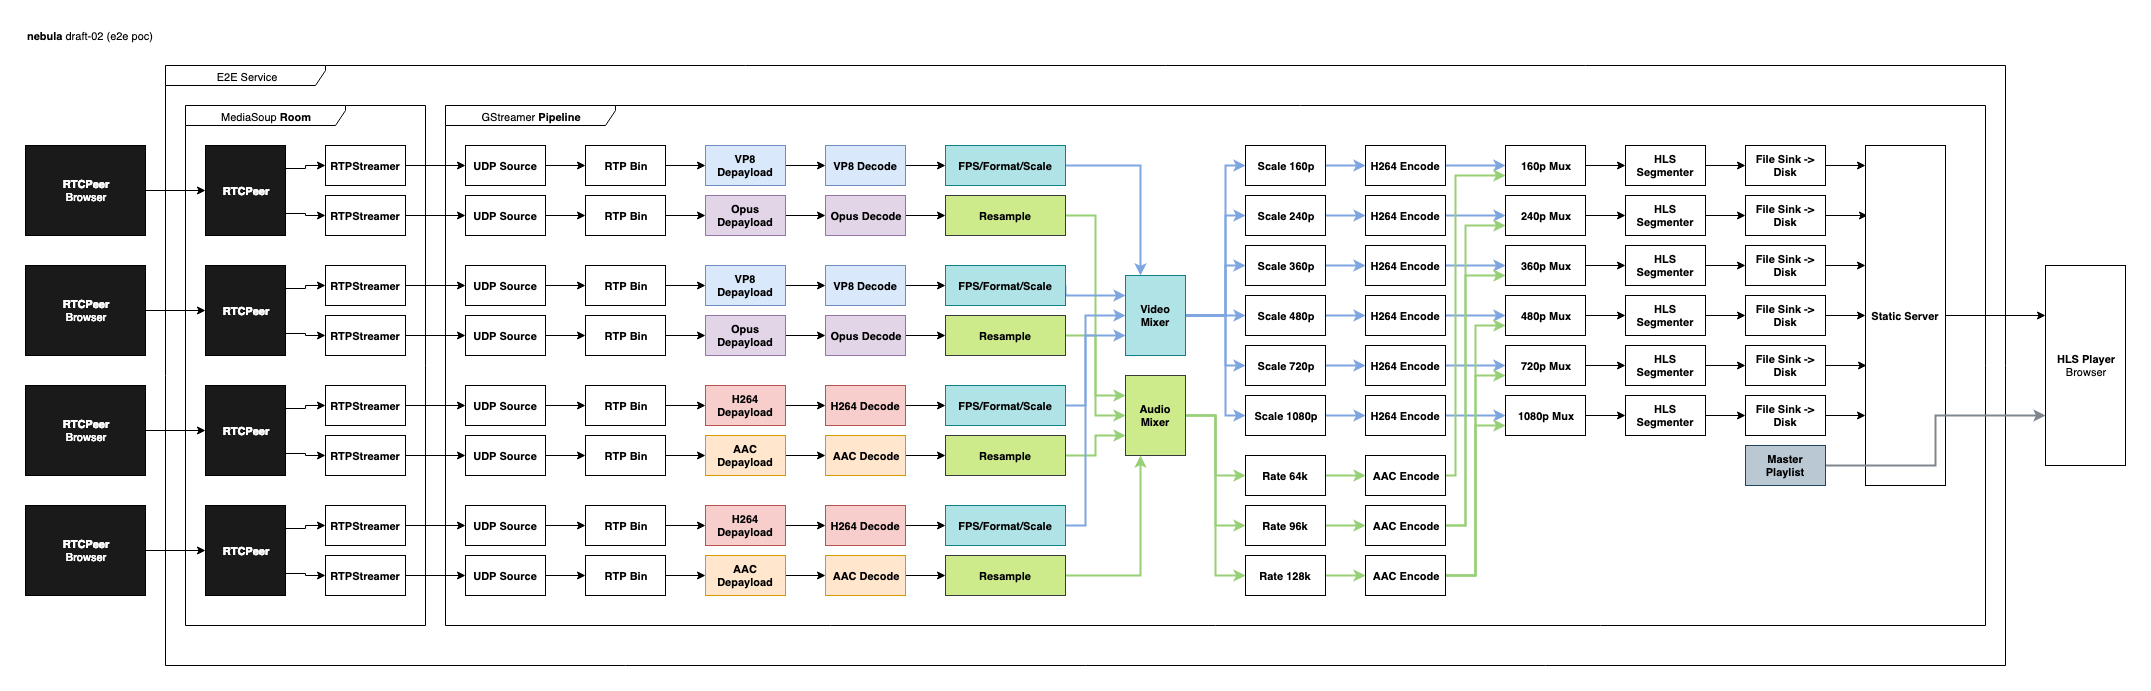 nebula draft-02 (e2e poc)
E2E Service
MediaSoup Room
GStreamer Pipeline
RTCPeer
Browser
RTCPeer
RTPStreamer
UDP Source
RTP Bin
VP8
Depayload
VP8 Decode
FPS/Format/Scale
RTPStreamer
UDP Source
RTP Bin
Opus
Depayload
Opus Decode
Resample
RTCPeer
Browser
RTCPeer
RTPStreamer
UDP Source
RTP Bin
VP8
Depayload
VP8 Decode
FPS/Format/Scale
RTPStreamer
UDP Source
RTP Bin
Opus
Depayload
Opus Decode
Resample
RTCPeer
Browser
RTCPeer
RTPStreamer
UDP Source
RTP Bin
H264
Depayload
H264 Decode
FPS/Format/Scale
RTPStreamer
UDP Source
RTP Bin
AAC
Depayload
AAC Decode
Resample
RTCPeer
Browser
RTCPeer
RTPStreamer
UDP Source
RTP Bin
H264
Depayload
H264 Decode
FPS/Format/Scale
RTPStreamer
UDP Source
RTP Bin
AAC
Depayload
AAC Decode
Resample
Video
Mixer
Audio
Mixer
Scale 160p
H264 Encode
160p Mux
HLS
Segmenter
File Sink ->
Disk
Scale 240p
H264 Encode
240p Mux
HLS
Segmenter
File Sink ->
Disk
Scale 360p
H264 Encode
360p Mux
HLS
Segmenter
File Sink ->
Disk
Scale 480p
H264 Encode
480p Mux
HLS
Segmenter
File Sink ->
Disk
Scale 720p
H264 Encode
720p Mux
HLS
Segmenter
File Sink ->
Disk
Scale 1080p
H264 Encode
1080p Mux
HLS
Segmenter
File Sink ->
Disk
Rate 64k
AAC Encode
Rate 96k
AAC Encode
Rate 128k
AAC Encode
Master
Playlist
Static Server
HLS Player
Browser